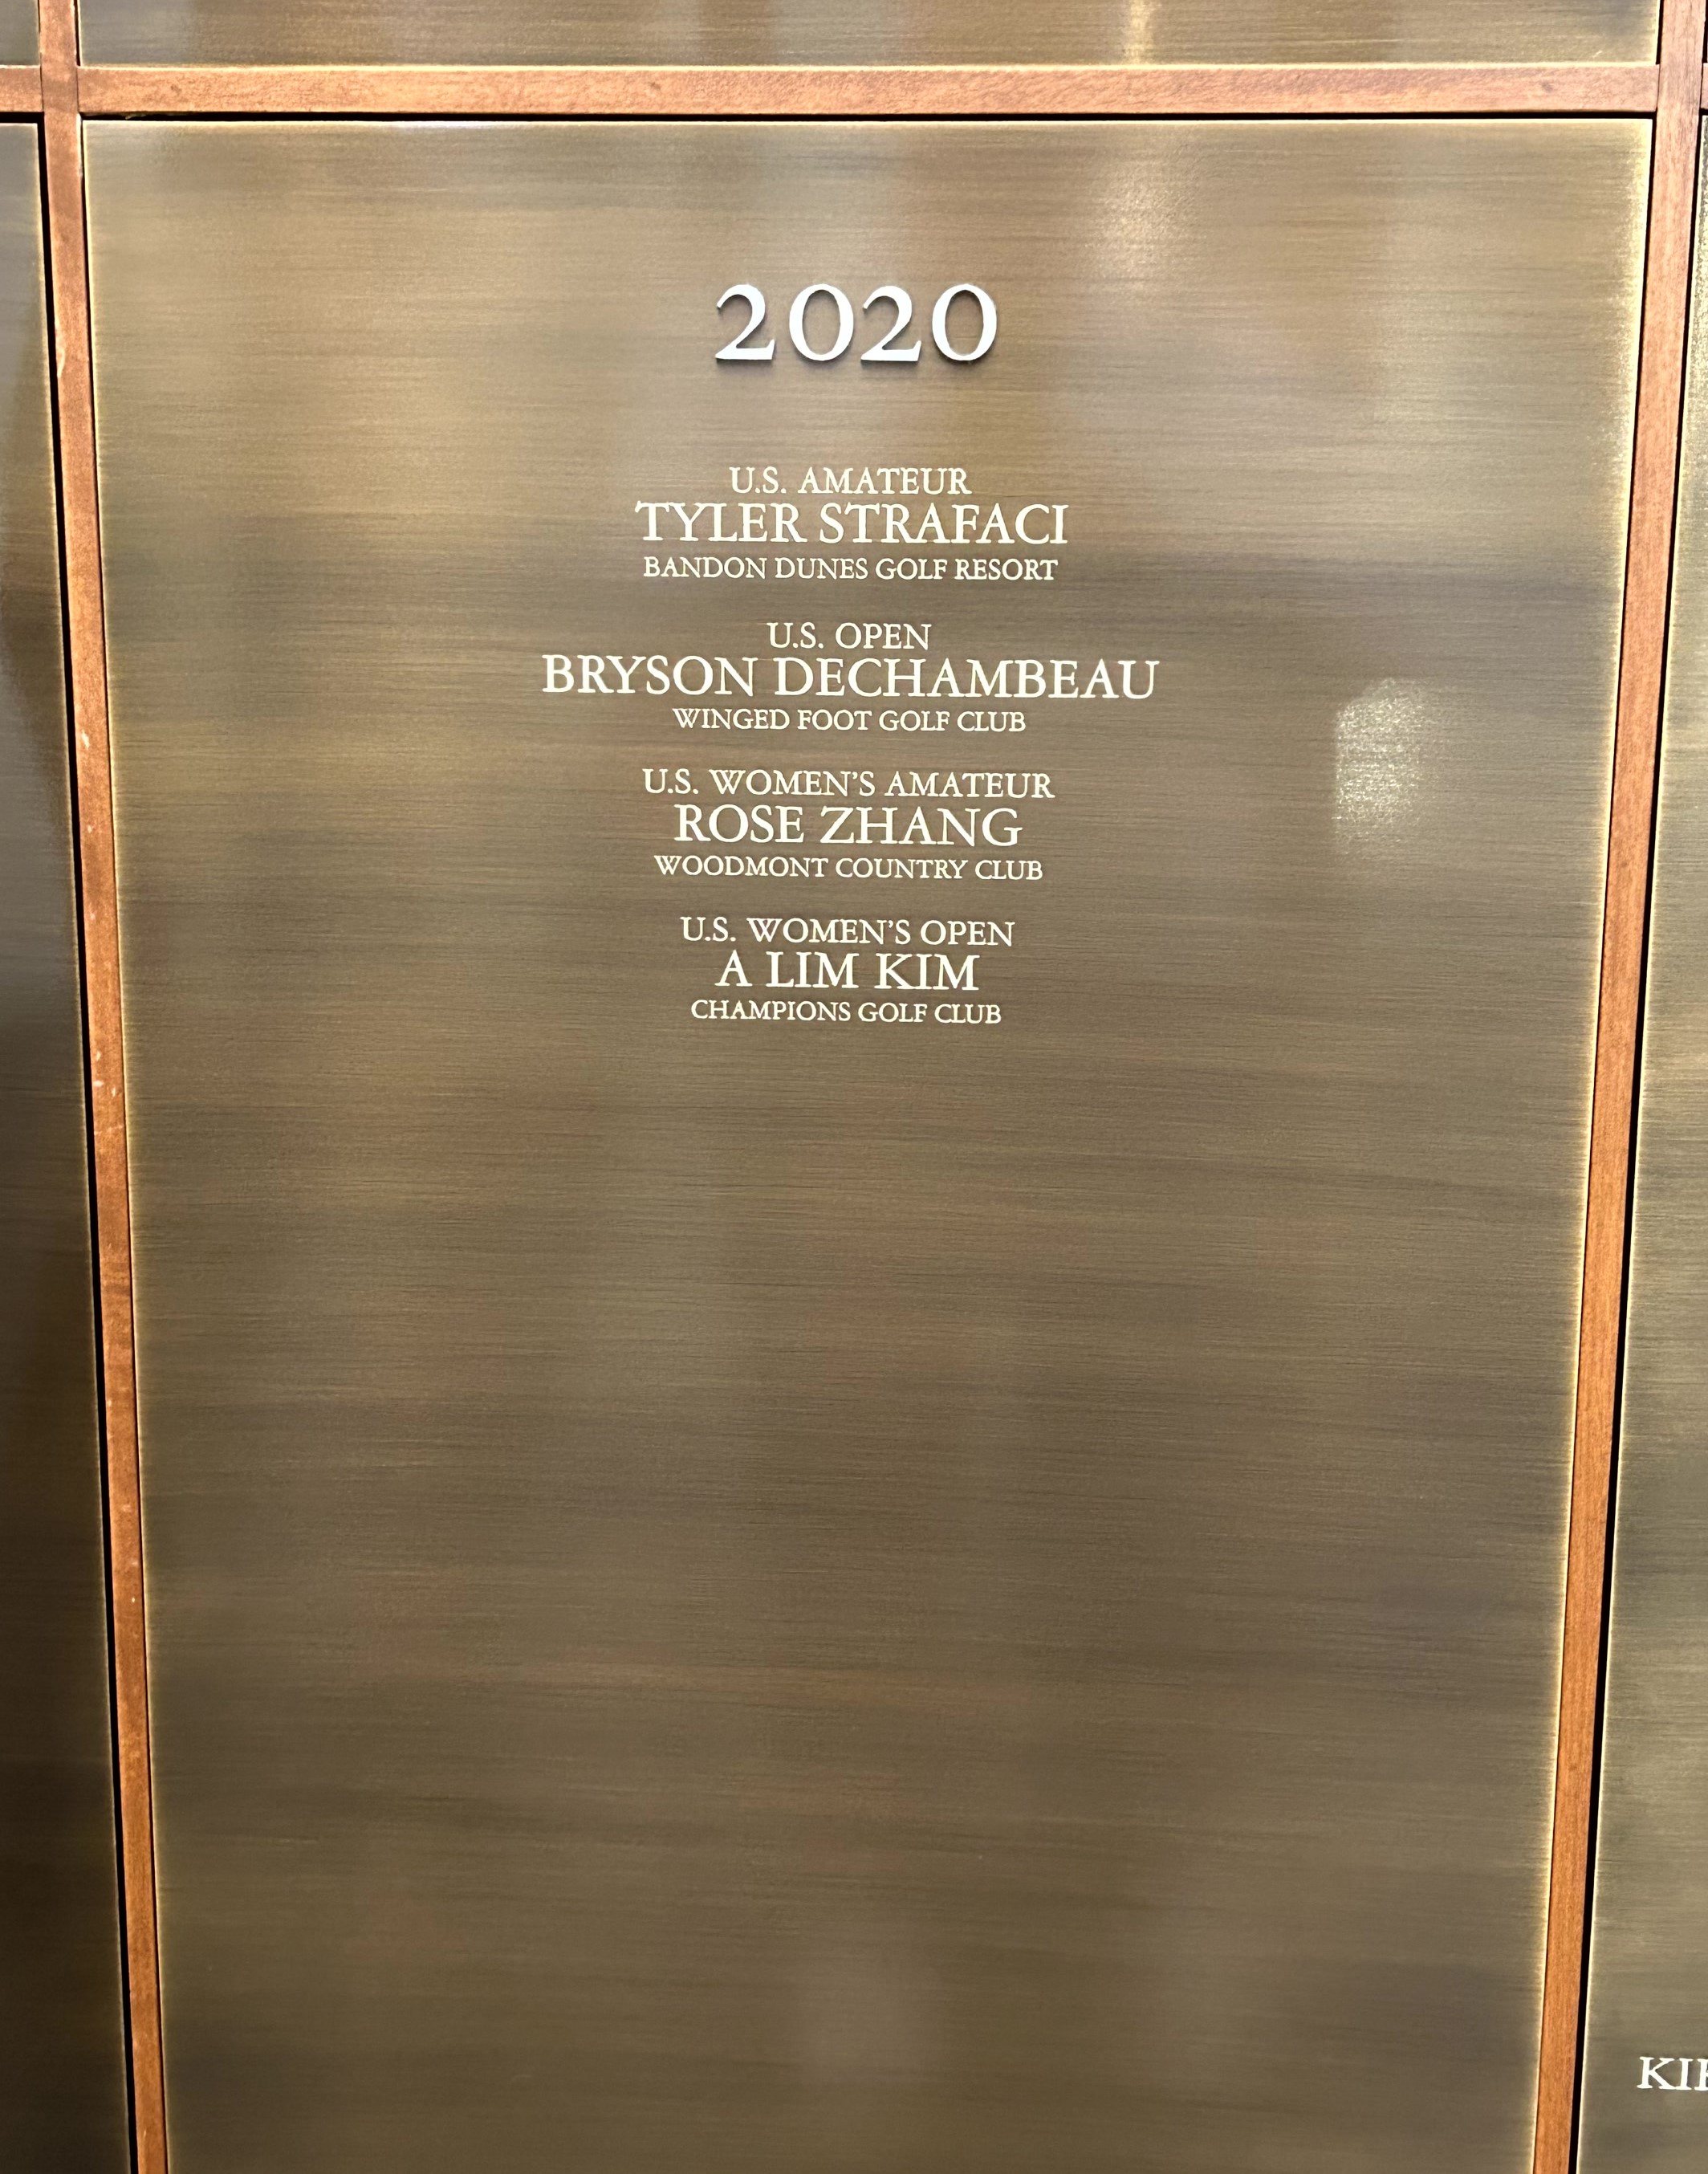 2020
U.S. AMATEUR
TYLER STRAFACI
BANDON DUNES GOLF RESORT
U.S. OPEN
BRYSON DECHAMBEAU
WINGED FOOT GOLF CLUB
U.S. WOMEN'S AMATEUR
ROSE ZHANG
WOODMONT COUNTRY CLUB
U.S. WOMEN'S OPEN
A LIM KIM
CHAMPIONS GOLF CLUB